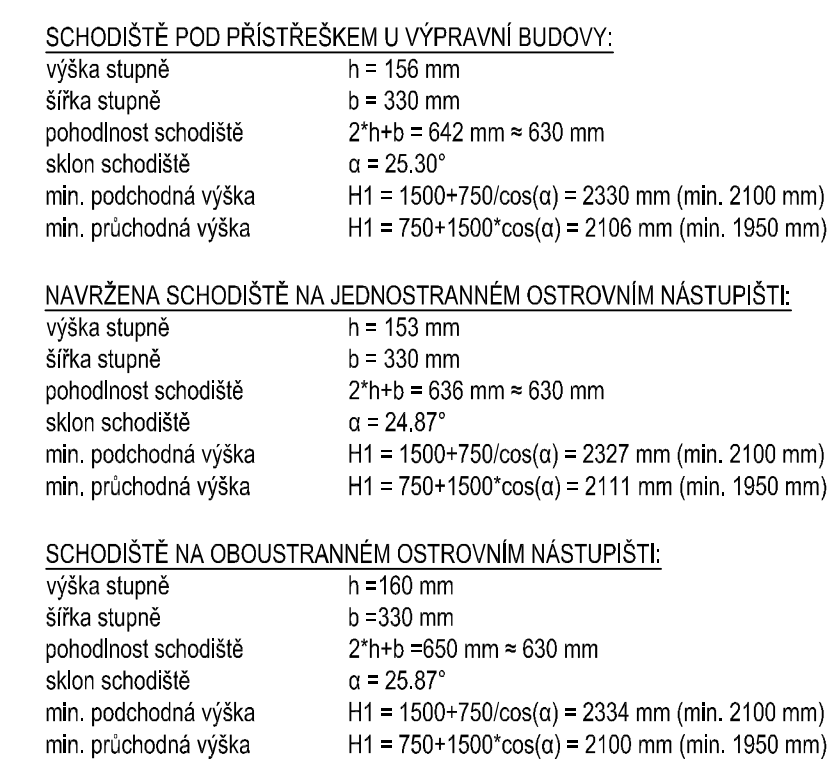 SCHODIŠTĚ POD PŘÍSTŘEŠKEM U VÝPRAVNÍ BUDOVY:
výška stupně h = 156 mm
šířka stupně b = 330 mm
pohodlnost schodiště 2*h+b = 642 mm ≈ 630 mm
sklon schodiště α = 25.30°
min. podchodná výška H1 = 1500+750/cos(α) = 2330 mm (min. 2100 mm)
min. průchodná výška H1 = 750+1500*cos(α) = 2106 mm (min. 1950 mm)
NAVRŽENA SCHODIŠTĚ NA JEDNOSTRANNÉM OSTROVNÍM NÁSTUPIŠTI:
výška stupně h = 153 mm
šířka stupně b = 330 mm
pohodlnost schodiště 2*h+b = 636 mm ≈ 630 mm
sklon schodiště α = 24.87°
min. podchodná výška H1 = 1500+750/cos(α) = 2327 mm (min. 2100 mm)
min. průchodná výška H1 = 750+1500*cos(α) = 2111 mm (min. 1950 mm)
SCHODIŠTĚ NA OBOUSTRANNÉM OSTROVNÍM NÁSTUPIŠTI:
výška stupně h =160 mm
šířka stupně b =330 mm
pohodlnost schodiště 2*h+b =650 mm ≈ 630 mm
sklon schodiště α = 25.87°
min. podchodná výška H1 = 1500+750/cos(α) = 2334 mm (min. 2100 mm)
min. průchodná výška H1 = 750+1500*cos(α) = 2100 mm (min. 1950 mm)